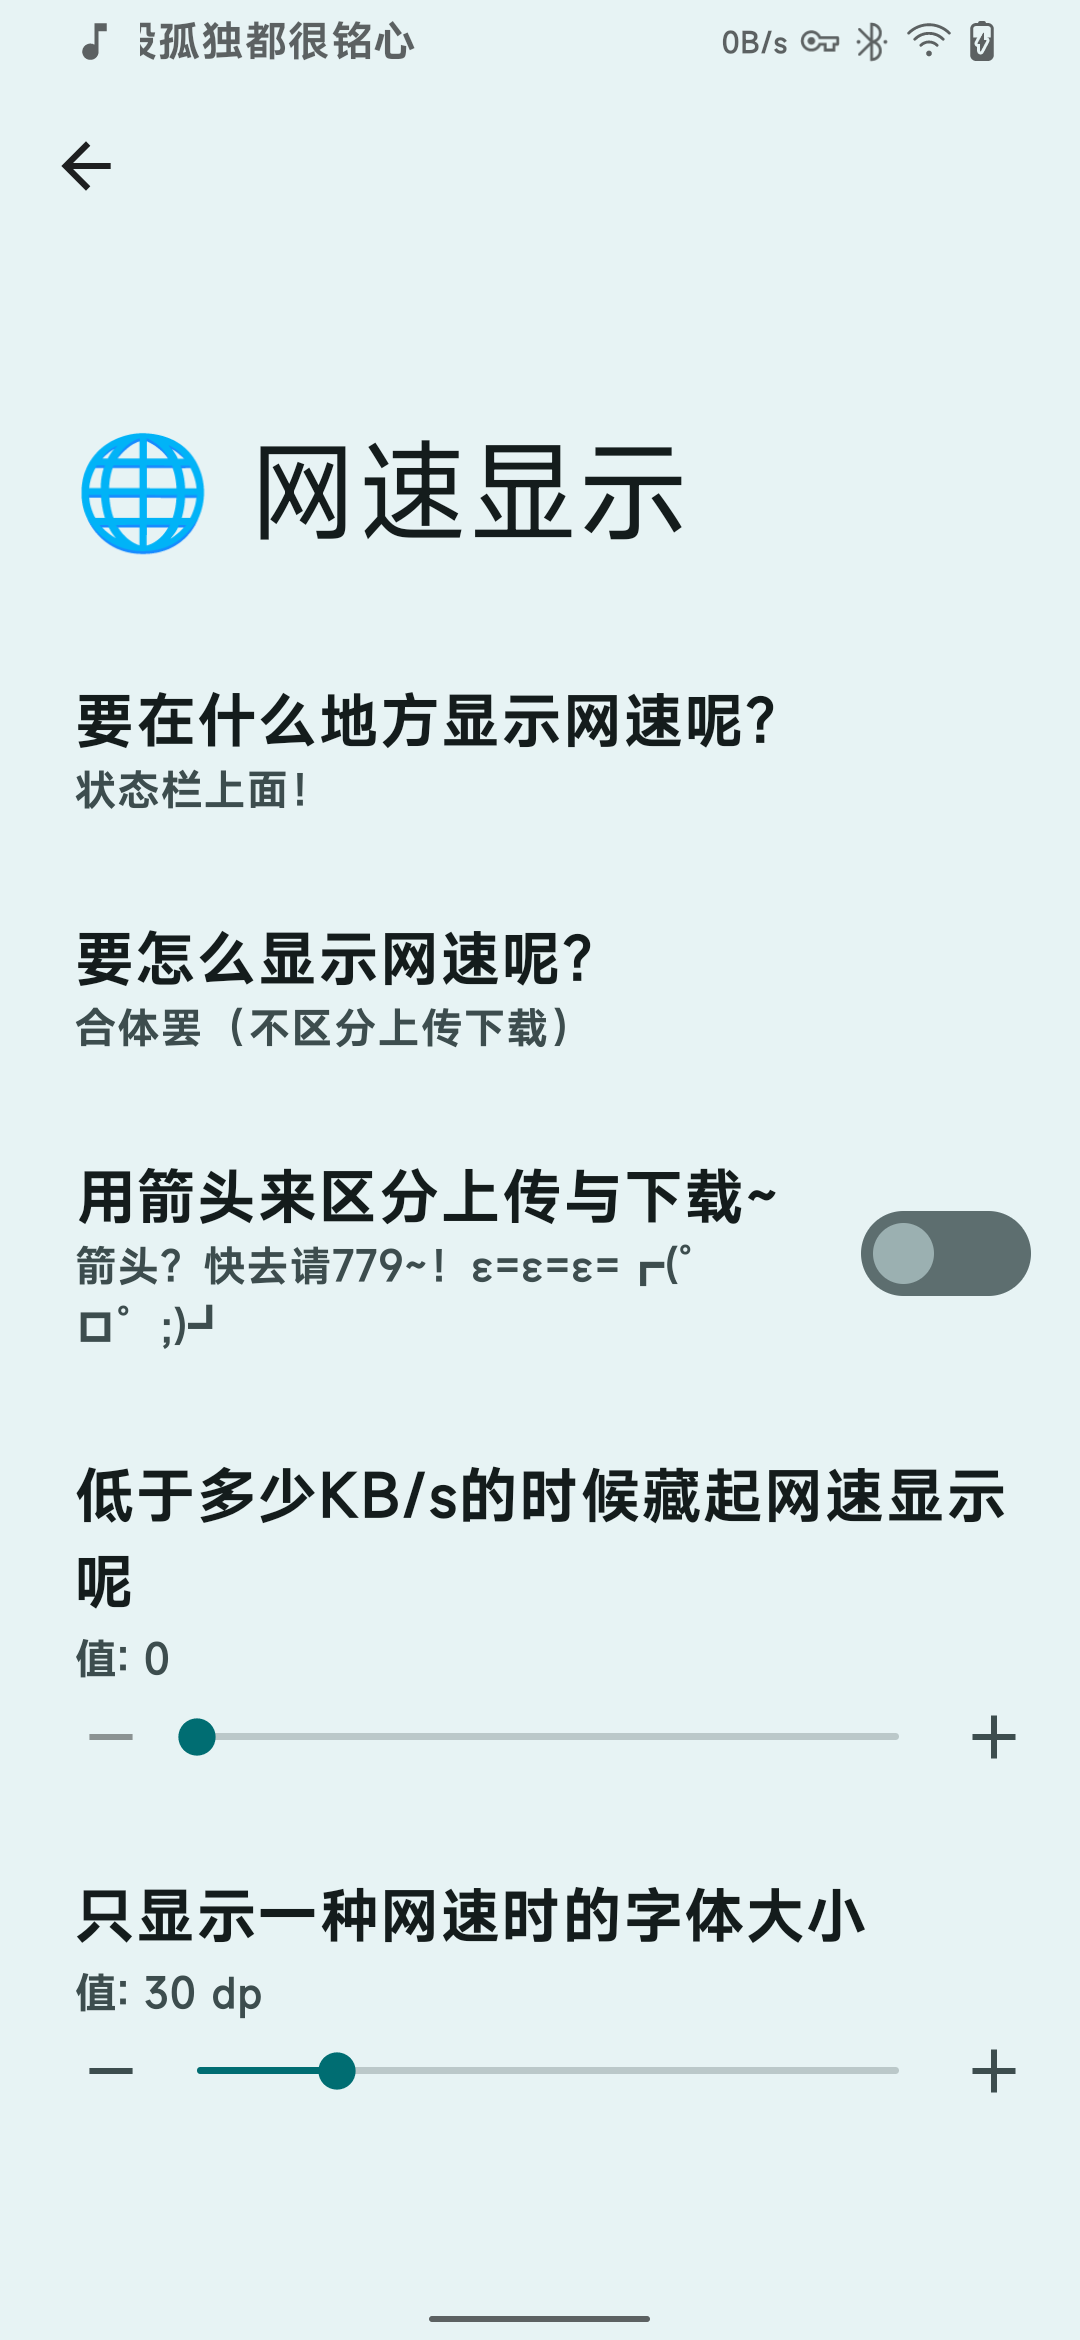 孤独都很铭心
0B/s
🌐 网速显示
要在什么地方显示网速呢？
状态栏上面！
要怎么显示网速呢？
合体罢（不区分上传下载）
用箭头来区分上传与下载~
箭头？快去请779~！ε=ε=ε=┏(゜
ロ゜;)┛
低于多少KB/s的时候藏起网速显示
呢
值: 0
只显示一种网速时的字体大小
值: 30 dp